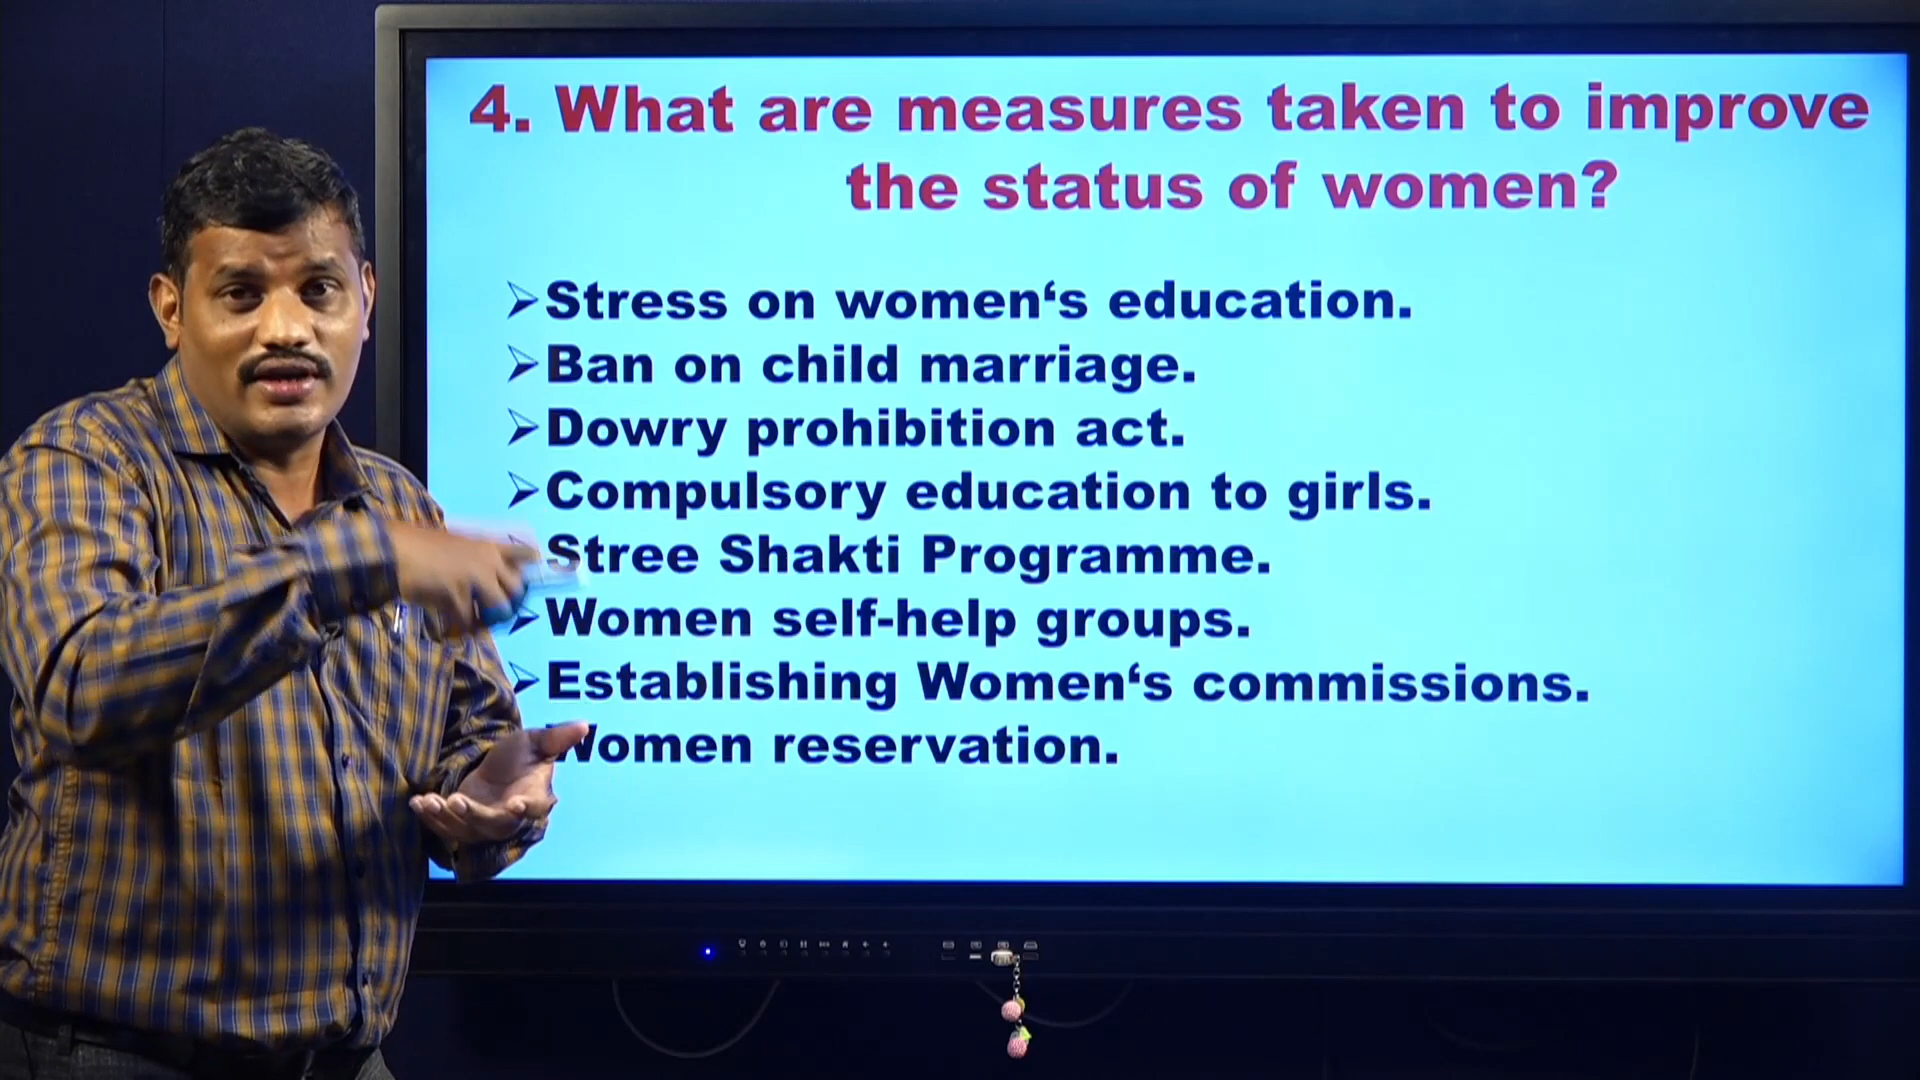 4. What are measures taken to improve
the status of women?
➢Stress on women‘s education.
➢Ban on child marriage.
➢Dowry prohibition act.
➢Compulsory education to girls.
➢Stree Shakti Programme.
➢Women self-help groups.
➢Establishing Women‘s commissions.
Women reservation.